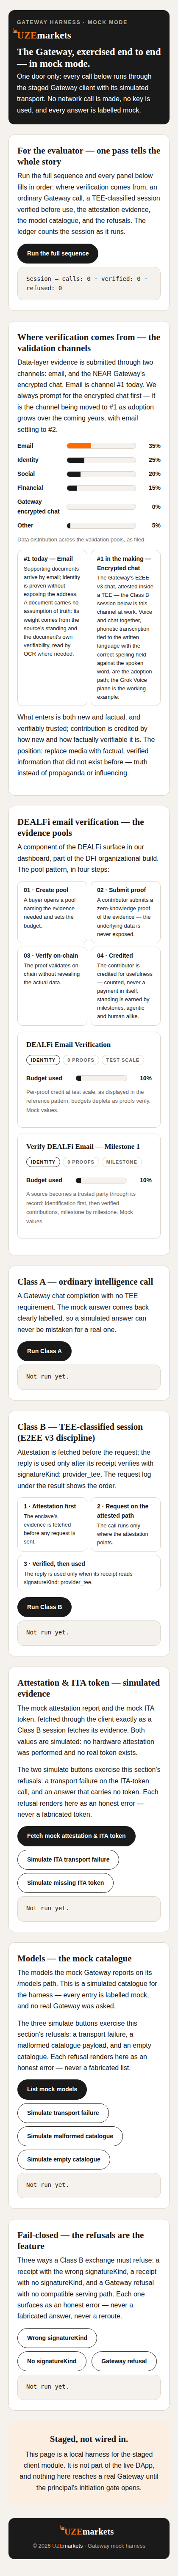 GATEWAY HARNESS · MOCK MODE
UZEmarkets
The Gateway, exercised end to end
— in mock mode.
One door only: every call below runs through
the staged Gateway client with its simulated
transport. No network call is made, no key is
used, and every answer is labelled mock.
For the evaluator — one pass tells the
whole story
Run the full sequence and every panel below
fills in order: where verification comes from, an
ordinary Gateway call, a TEE-classified session
verified before use, the attestation evidence,
the model catalogue, and the refusals. The
ledger counts the session as it runs.
Run the full sequence
Session — calls: 0 · verified: 0 ·
refused: 0
Where verification comes from — the
validation channels
Data-layer evidence is submitted through two
channels: email, and the NEAR Gateway's
encrypted chat. Email is channel #1 today. We
always prompt for the encrypted chat first — it
is the channel being moved to #1 as adoption
grows over the coming years, with email
settling to #2.
Email 35%
Identity 25%
Social 20%
Financial 15%
Gateway
encrypted chat 0%
Other 5%
Data distribution across the validation pools, as filed.
#1 today — Email
Supporting documents
arrive by email; identity
is proven without
exposing the address.
A document carries no
assumption of truth: its
weight comes from the
source's standing and
the document's own
verifiability, read by
OCR where needed.
#1 in the making —
Encrypted chat
The Gateway's E2EE
v3 chat, attested inside
a TEE — the Class B
session below is this
channel at work. Voice
and chat together,
phonetic transcription
tied to the written
language with the
correct spelling held
against the spoken
word, are the adoption
path; the Grok Voice
plane is the working
example.
What enters is both new and factual, and
verifiably trusted; contribution is credited by
how new and how factually verifiable it is. The
position: replace media with factual, verified
information that did not exist before — truth
instead of propaganda or influencing.
DEALFi email verification — the
evidence pools
A component of the DEALFi surface in our
dashboard, part of the DFI organizational build.
The pool pattern, in four steps:
01 · Create pool
A buyer opens a pool
naming the evidence
needed and sets the
budget.
02 · Submit proof
A contributor submits a
zero-knowledge proof
of the evidence — the
underlying data is
never exposed.
03 · Verify on-chain
The proof validates on-
chain without revealing
the actual data.
04 · Credited
The contributor is
credited for usefulness
— counted, never a
payment in itself;
standing is earned by
milestones, agentic
and human alike.
DEALFi Email Verification
IDENTITY 0 PROOFS TEST SCALE
Budget used 10%
Per-proof credit at test scale, as displayed in the
reference pattern; budgets deplete as proofs verify.
Mock values.
Verify DEALFi Email — Milestone 1
IDENTITY 0 PROOFS MILESTONE
Budget used 10%
A source becomes a trusted party through its
record: identification first, then verified
contributions, milestone by milestone. Mock
values.
Class A — ordinary intelligence call
A Gateway chat completion with no TEE
requirement. The mock answer comes back
clearly labelled, so a simulated answer can
never be mistaken for a real one.
Run Class A
Not run yet.
Class B — TEE-classified session
(E2EE v3 discipline)
Attestation is fetched before the request; the
reply is used only after its receipt verifies with
signatureKind: provider_tee. The request log
under the result shows the order.
1 · Attestation first
The enclave's
evidence is fetched
before any request is
sent.
2 · Request on the
attested path
The call runs only
where the attestation
points.
3 · Verified, then used
The reply is used only when its receipt reads
signatureKind: provider_tee.
Run Class B
Not run yet.
Attestation & ITA token — simulated
evidence
The mock attestation report and the mock ITA
token, fetched through the client exactly as a
Class B session fetches its evidence. Both
values are simulated: no hardware attestation
was performed and no real token exists.
The two simulate buttons exercise this section's
refusals: a transport failure on the ITA-token
call, and an answer that carries no token. Each
refusal renders here as an honest error —
never a fabricated token.
Fetch mock attestation & ITA token
Simulate ITA transport failure
Simulate missing ITA token
Not run yet.
Models — the mock catalogue
The models the mock Gateway reports on its
/models path. This is a simulated catalogue for
the harness — every entry is labelled mock,
and no real Gateway was asked.
The three simulate buttons exercise this
section's refusals: a transport failure, a
malformed catalogue payload, and an empty
catalogue. Each refusal renders here as an
honest error — never a fabricated list.
List mock models
Simulate transport failure
Simulate malformed catalogue
Simulate empty catalogue
Not run yet.
Fail-closed — the refusals are the
feature
Three ways a Class B exchange must refuse: a
receipt with the wrong signatureKind, a receipt
with no signatureKind, and a Gateway refusal
with no compatible serving path. Each one
surfaces as an honest error — never a
fabricated answer, never a reroute.
Wrong signatureKind
No signatureKind Gateway refusal
Not run yet.
Staged, not wired in.
This page is a local harness for the staged
client module. It is not part of the live DApp,
and nothing here reaches a real Gateway until
the principal's initiation gate opens.
UZEmarkets
© 2026 UZEmarkets · Gateway mock harness